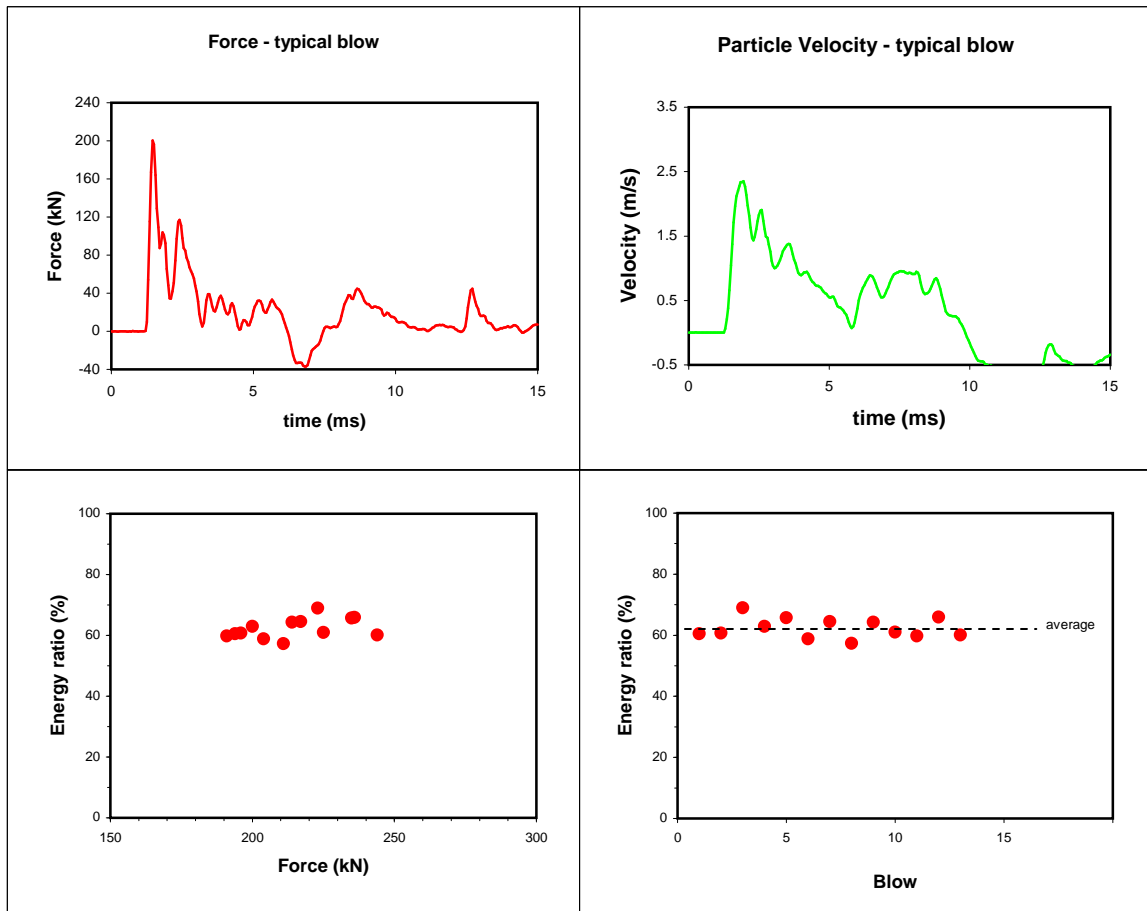 Force - typical blow
Force (kN)
240
200
160
120
80
40
0
-40
0 5 10 15
time (ms)
Particle Velocity - typical blow
Velocity (m/s)
3.5
2.5
1.5
0.5
-0.5
0 5 10 15
time (ms)
Energy ratio (%)
100
80
60
40
20
0
150 200 250 300
Force (kN)
Energy ratio (%)
100
80
60
40
20
0
average
0 5 10 15
Blow